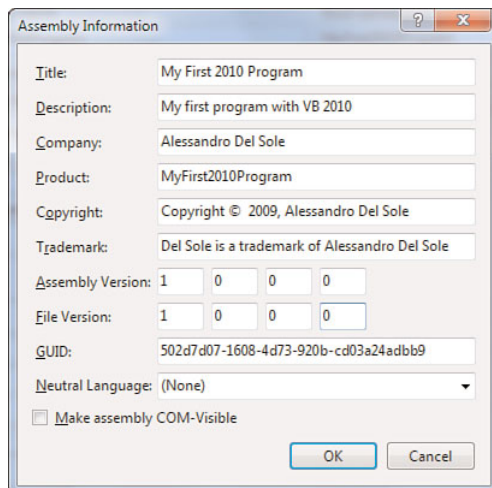 Assembly Information
Title: My First 2010 Program
Description: My first program with VB 2010
Company: Alessandro Del Sole
Product: MyFirst2010Program
Copyright: Copyright © 2009, Alessandro Del Sole
Trademark: Del Sole is a trademark of Alessandro Del Sole
Assembly Version: 1 0 0 0
File Version: 1 0 0 0
GUID: 502d7d07-1608-4d73-920b-cd03a24adbb9
Neutral Language: (None)
Make assembly COM-Visible
OK Cancel